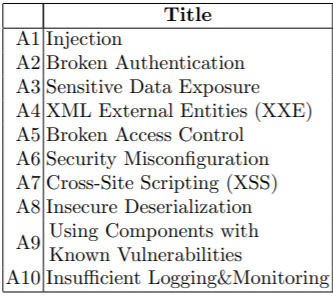 Title
A1 Injection
A2 Broken Authentication
A3 Sensitive Data Exposure
A4 XML External Entities (XXE)
A5 Broken Access Control
A6 Security Misconfiguration
A7 Cross-Site Scripting (XSS)
A8 Insecure Deserialization
A9 Using Components with
Known Vulnerabilities
A10 Insufficient Logging&Monitoring